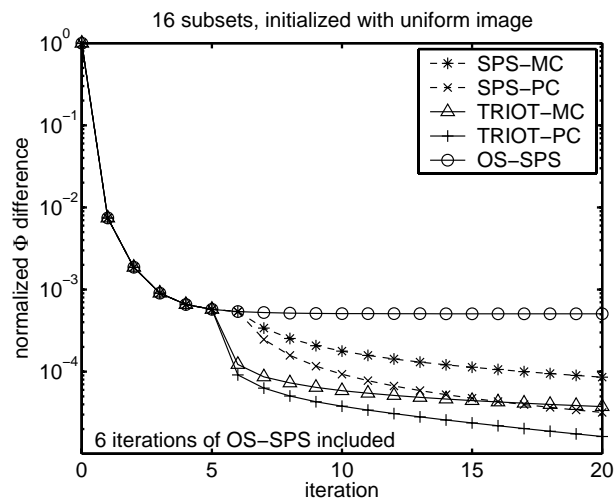 16 subsets, initialized with uniform image
10^0
10^−1
10^−2
10^−3
10^−4
normalized Φ difference
SPS−MC
SPS−PC
TRIOT−MC
TRIOT−PC
OS−SPS
6 iterations of OS−SPS included
0 5 10 15 20
iteration